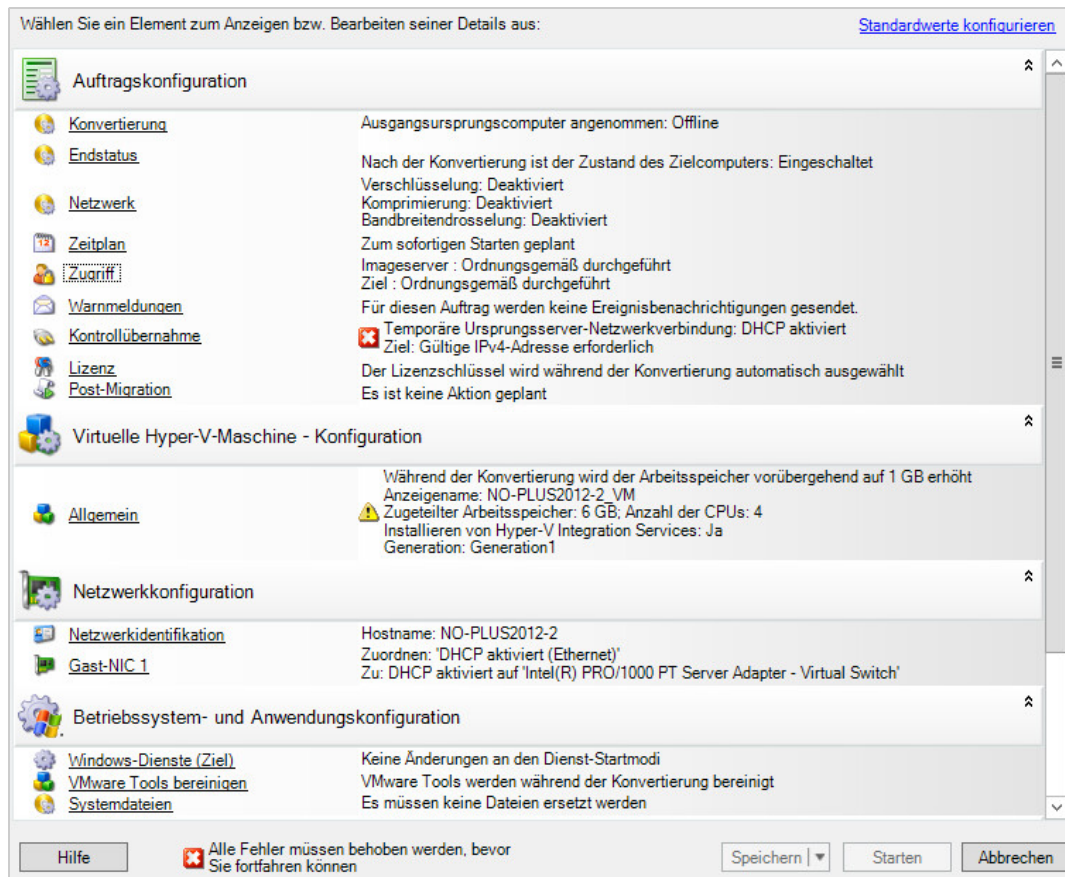 Wählen Sie ein Element zum Anzeigen bzw. Bearbeiten seiner Details aus:
Standardwerte konfigurieren
Auftragskonfiguration
Konvertierung
Ausgangsursprungscomputer angenommen: Offline
Endstatus
Nach der Konvertierung ist der Zustand des Zielcomputers: Eingeschaltet
Netzwerk
Verschlüsselung: Deaktiviert
Komprimierung: Deaktiviert
Bandbreitendrosselung: Deaktiviert
12
Zeitplan
Zum sofortigen Starten geplant
Zugriff
Imageserver : Ordnungsgemäß durchgeführt
Ziel : Ordnungsgemäß durchgeführt
Warnmeldungen
Für diesen Auftrag werden keine Ereignisbenachrichtigungen gesendet.
Kontrollübernahme
Temporäre Ursprungsserver-Netzwerkverbindung: DHCP aktiviert
Ziel: Gültige IPv4-Adresse erforderlich
Lizenz
Der Lizenzschlüssel wird während der Konvertierung automatisch ausgewählt
Post-Migration
Es ist keine Aktion geplant
Virtuelle Hyper-V-Maschine - Konfiguration
Allgemein
Während der Konvertierung wird der Arbeitsspeicher vorübergehend auf 1 GB erhöht
Anzeigename: NO-PLUS2012-2_VM
Zugeteilter Arbeitsspeicher: 6 GB; Anzahl der CPUs: 4
Installieren von Hyper-V Integration Services: Ja
Generation: Generation1
Netzwerkkonfiguration
Netzwerkidentifikation
Hostname: NO-PLUS2012-2
Gast-NIC 1
Zuordnen: 'DHCP aktiviert (Ethernet)'
Zu: DHCP aktiviert auf 'Intel(R) PRO/1000 PT Server Adapter - Virtual Switch'
Betriebssystem- und Anwendungskonfiguration
Windows-Dienste (Ziel)
Keine Änderungen an den Dienst-Startmodi
VMware Tools bereinigen
VMware Tools werden während der Konvertierung bereinigt
Systemdateien
Es müssen keine Dateien ersetzt werden
Hilfe
Alle Fehler müssen behoben werden, bevor
Sie fortfahren können
Speichern
Starten
Abbrechen